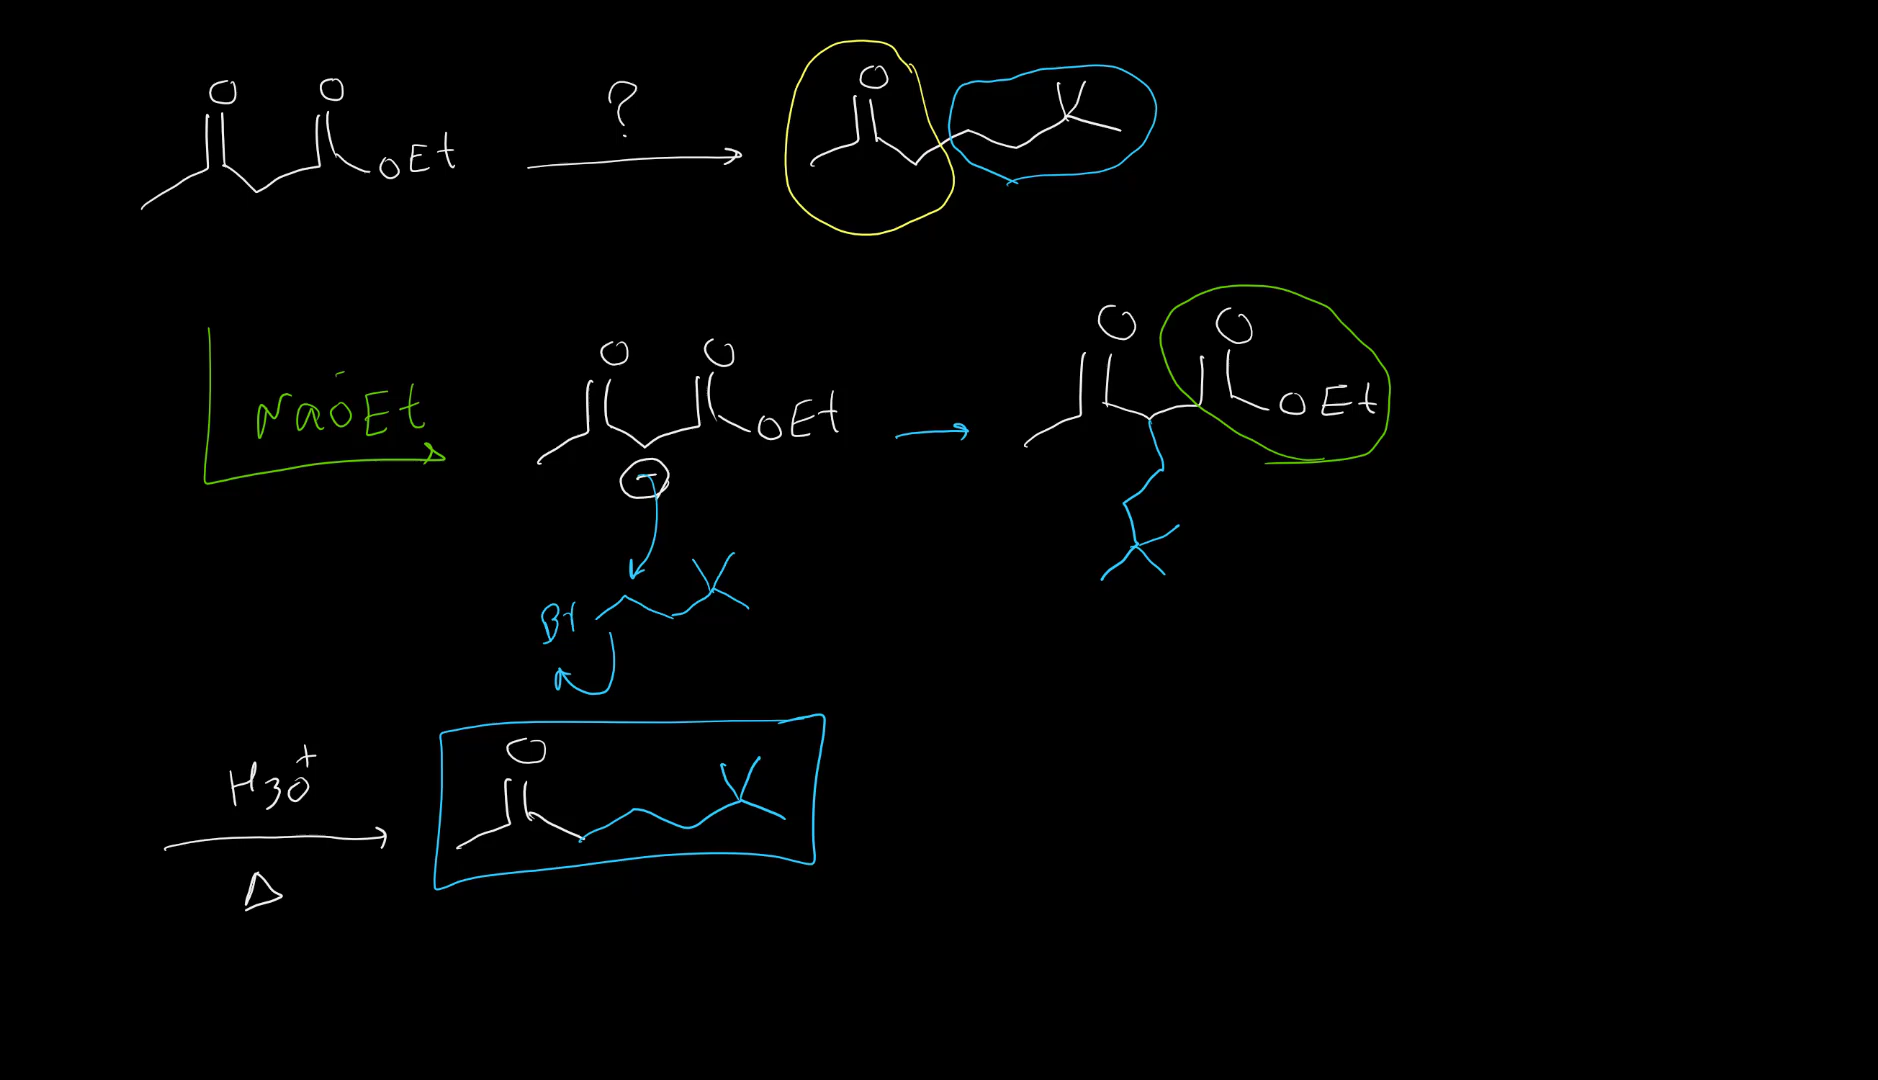 O O O
? OEt
O O O O
NaOEt OEt OEt
Br
H3O+ O
Δ